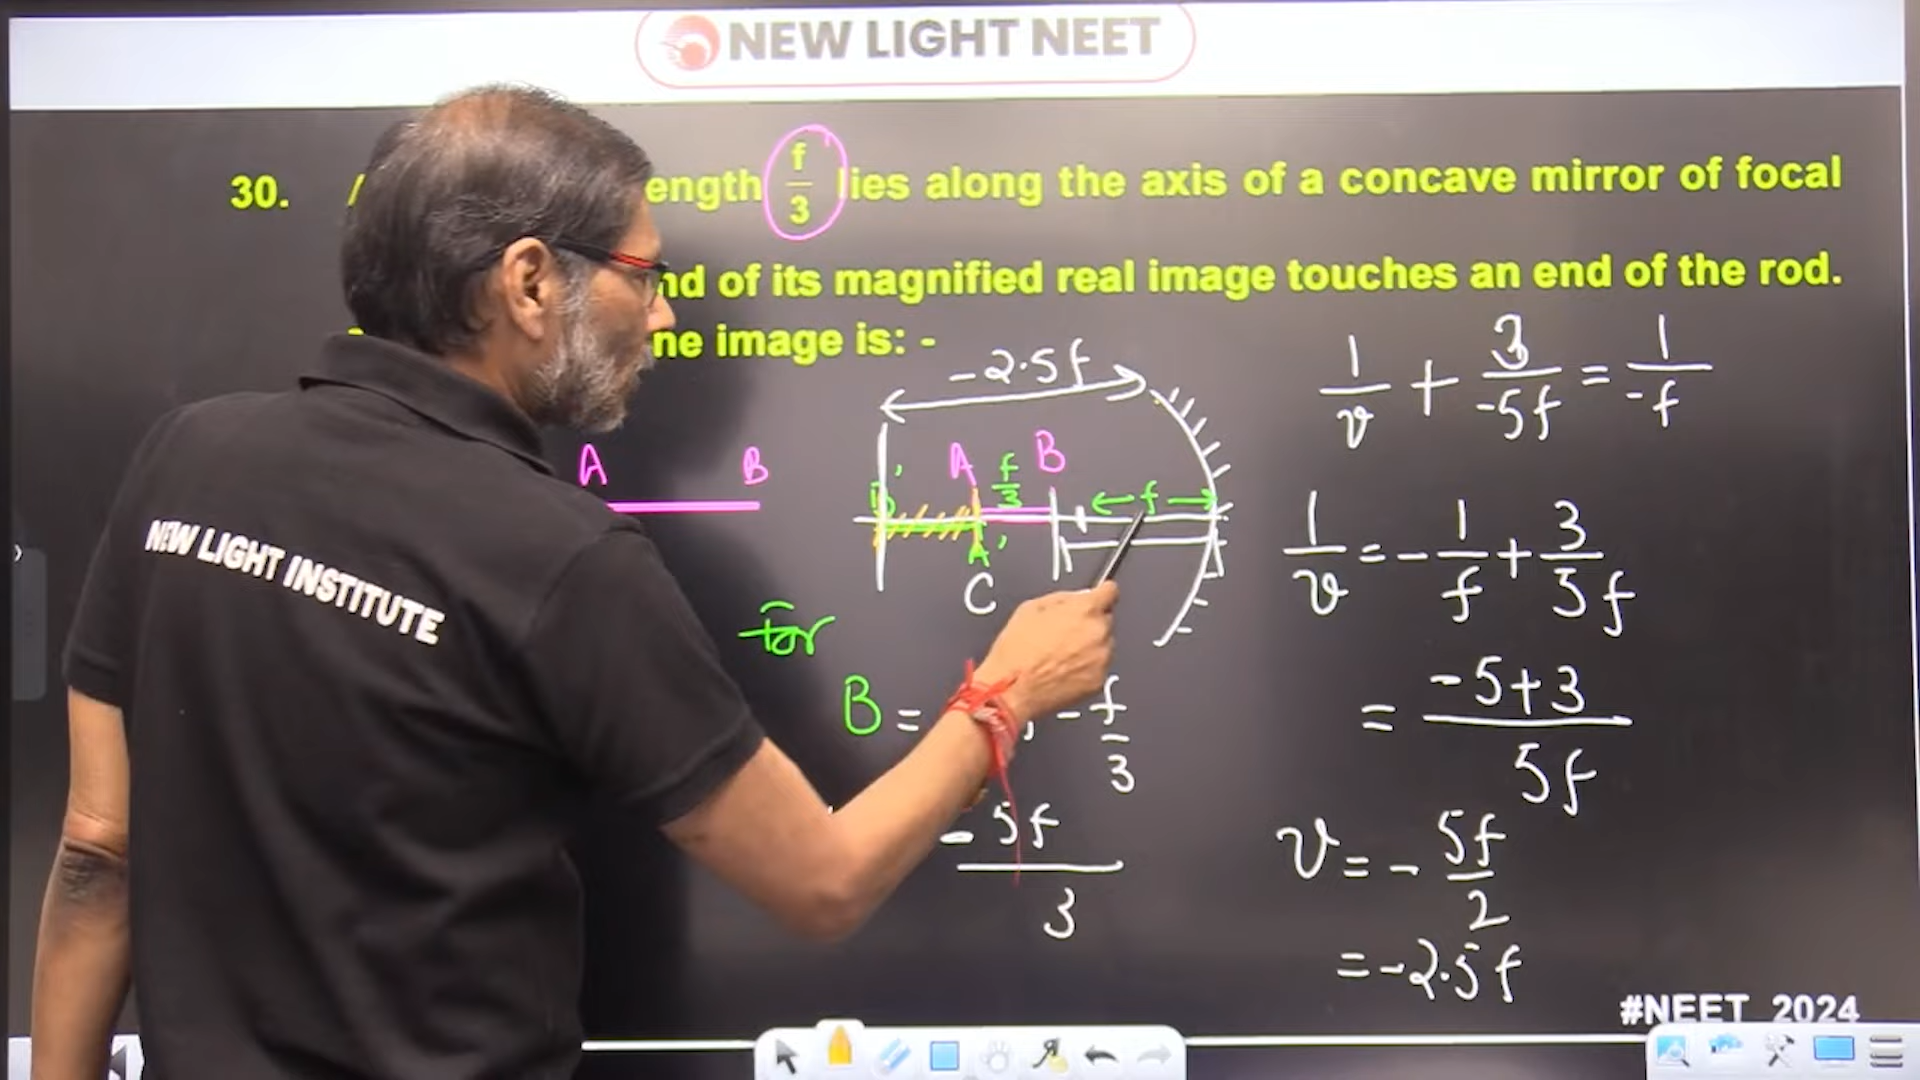 NEW LIGHT NEET
30. ength f/3 lies along the axis of a concave mirror of focal
nd of its magnified real image touches an end of the rod.
image is: -
-2.5f
A B
A f/3 B
f
A'
C
For
B = - f/3
-5f/3
1/v + 3/-5f = 1/-f
1/v = - 1/f + 3/5f
= -5+3/5f
v = - 5f/2
= -2.5f
NEW LIGHT INSTITUTE
#NEET 2024